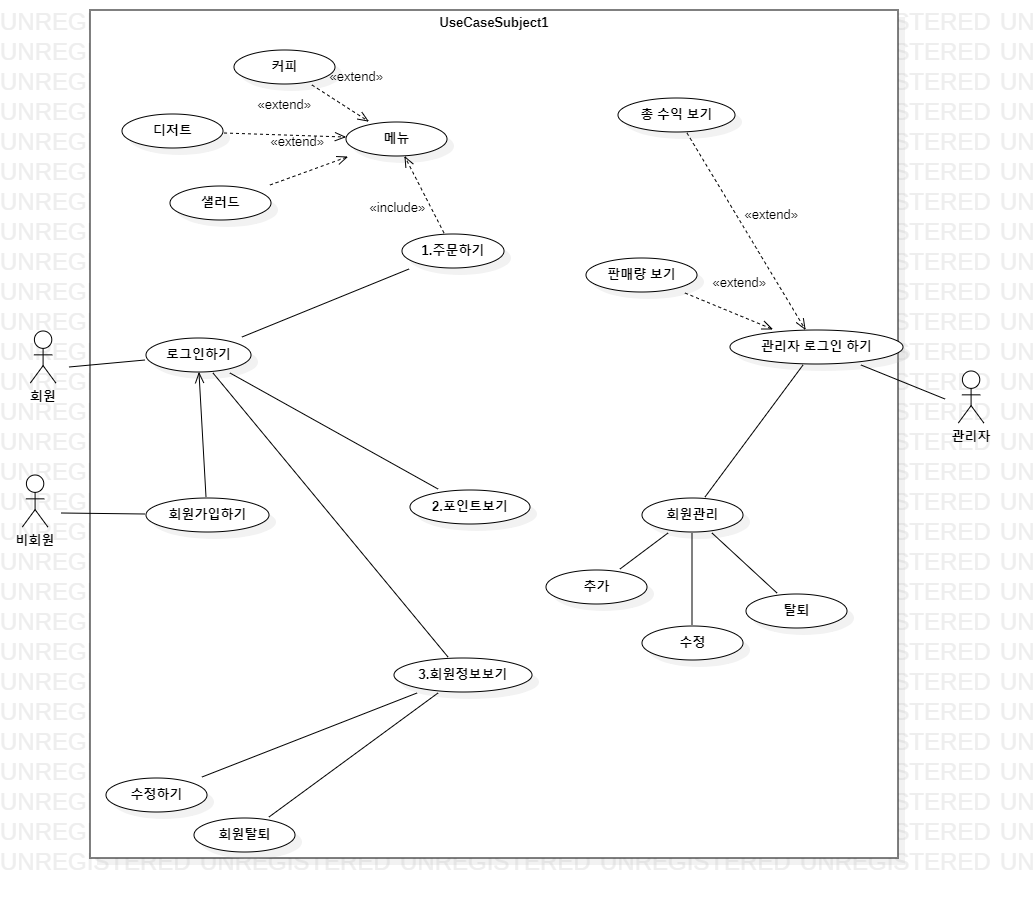 UseCaseSubject1
커피
«extend»
«extend»
디저트
«extend»
메뉴
총 수익 보기
샐러드
«include»
«extend»
1.주문하기
판매량 보기
«extend»
로그인하기
관리자 로그인 하기
회원
관리자
회원가입하기
2.포인트보기
비회원
회원관리
추가
탈퇴
수정
3.회원정보보기
수정하기
회원탈퇴
UNREGISTERED UNREGISTERED UNREGISTERED UNREGISTERED UNREGISTERED UN